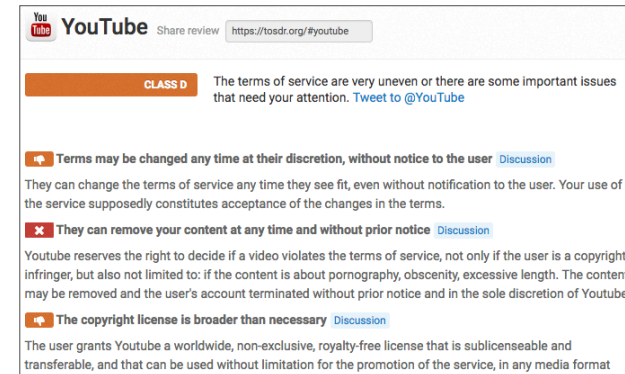 You
Tube YouTube Share review https://tosdr.org/#youtube
CLASS D The terms of service are very uneven or there are some important issues
that need your attention. Tweet to @YouTube
Terms may be changed any time at their discretion, without notice to the user Discussion
They can change the terms of service any time they see fit, even without notification to the user. Your use of
the service supposedly constitutes acceptance of the changes in the terms.
They can remove your content at any time and without prior notice Discussion
Youtube reserves the right to decide if a video violates the terms of service, not only if the user is a copyright
infringer, but also not limited to: if the content is about pornography, obscenity, excessive length. The conten
may be removed and the user's account terminated without prior notice and in the sole discretion of Youtube
The copyright license is broader than necessary Discussion
The user grants Youtube a worldwide, non-exclusive, royalty-free license that is sublicenseable and
transferable, and that can be used without limitation for the promotion of the service, in any media format